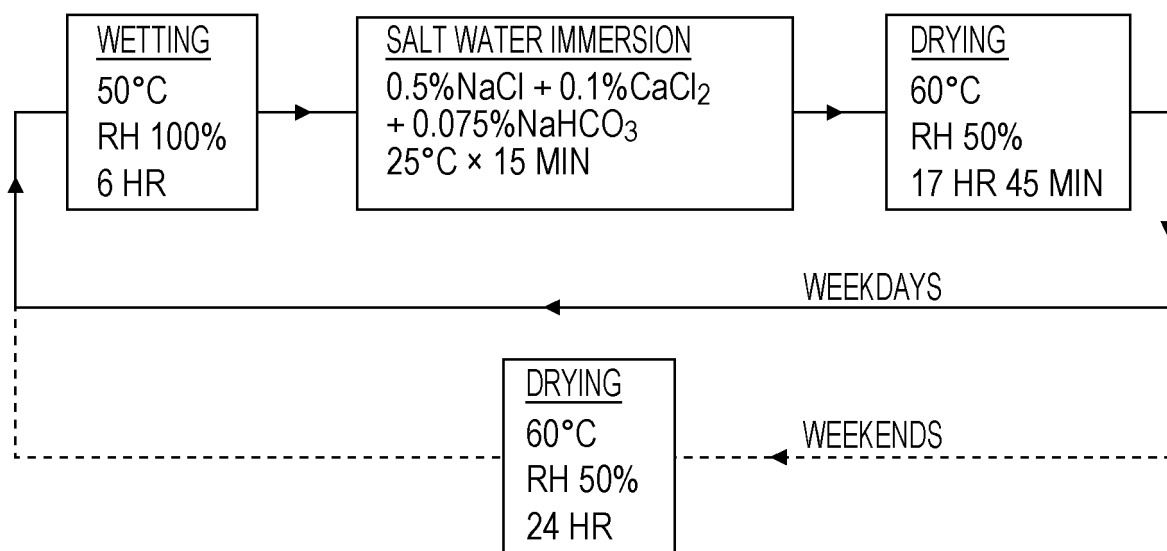 WETTING
50°C
RH 100%
6 HR
SALT WATER IMMERSION
0.5%NaCl + 0.1%CaCl₂
+ 0.075%NaHCO₃
25°C × 15 MIN
DRYING
60°C
RH 50%
17 HR 45 MIN
WEEKDAYS
DRYING
60°C
RH 50%
24 HR
WEEKENDS